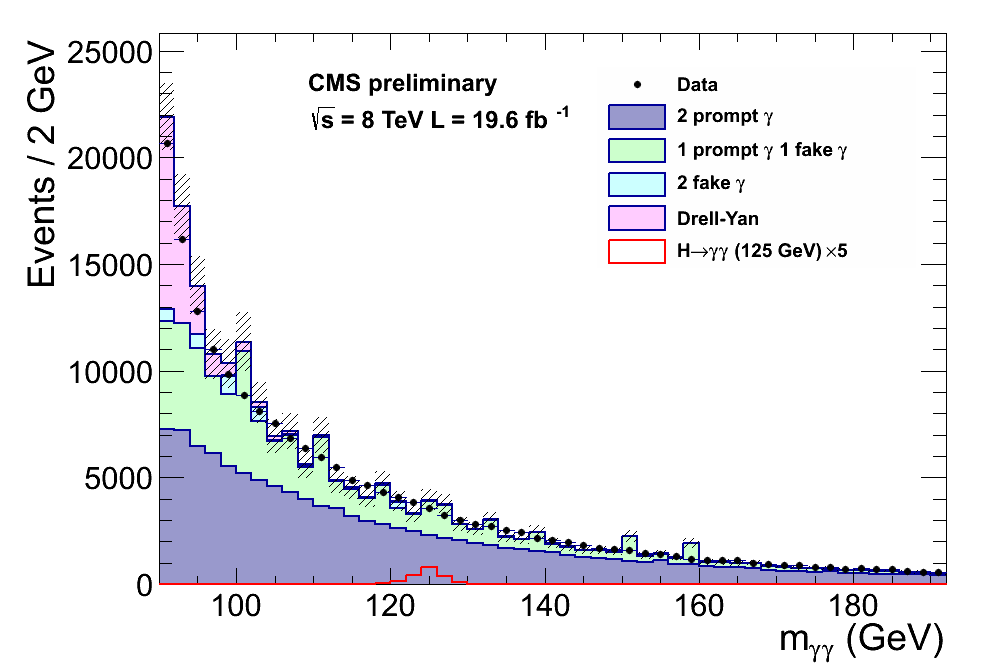 Events / 2 GeV
25000
20000
15000
10000
5000
0
CMS preliminary
√s = 8 TeV L = 19.6 fb⁻¹
Data
2 prompt γ
1 prompt γ 1 fake γ
2 fake γ
Drell-Yan
H→γγ (125 GeV) ×5
100 120 140 160 180
mγγ (GeV)